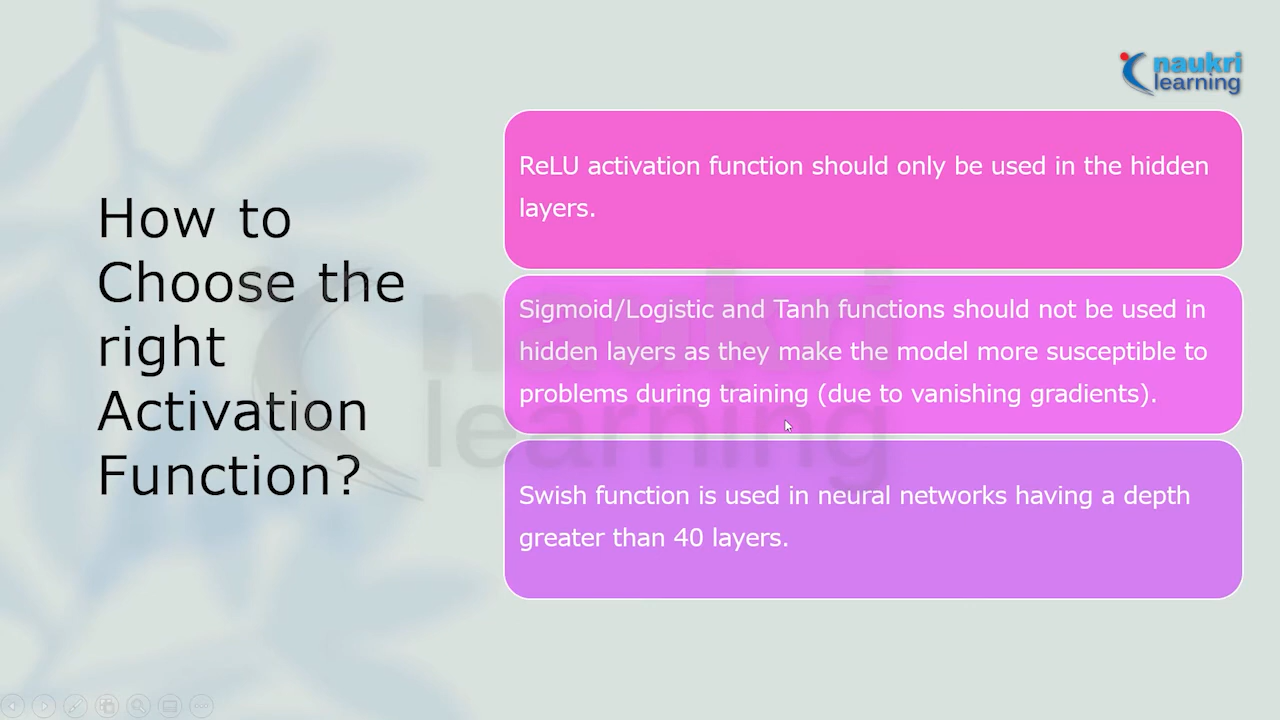 naukri
learning
How to
Choose the
right
Activation
Function?
ReLU activation function should only be used in the hidden
layers.
Sigmoid/Logistic and Tanh functions should not be used in
hidden layers as they make the model more susceptible to
problems during training (due to vanishing gradients).
Swish function is used in neural networks having a depth
greater than 40 layers.
naukri
learning